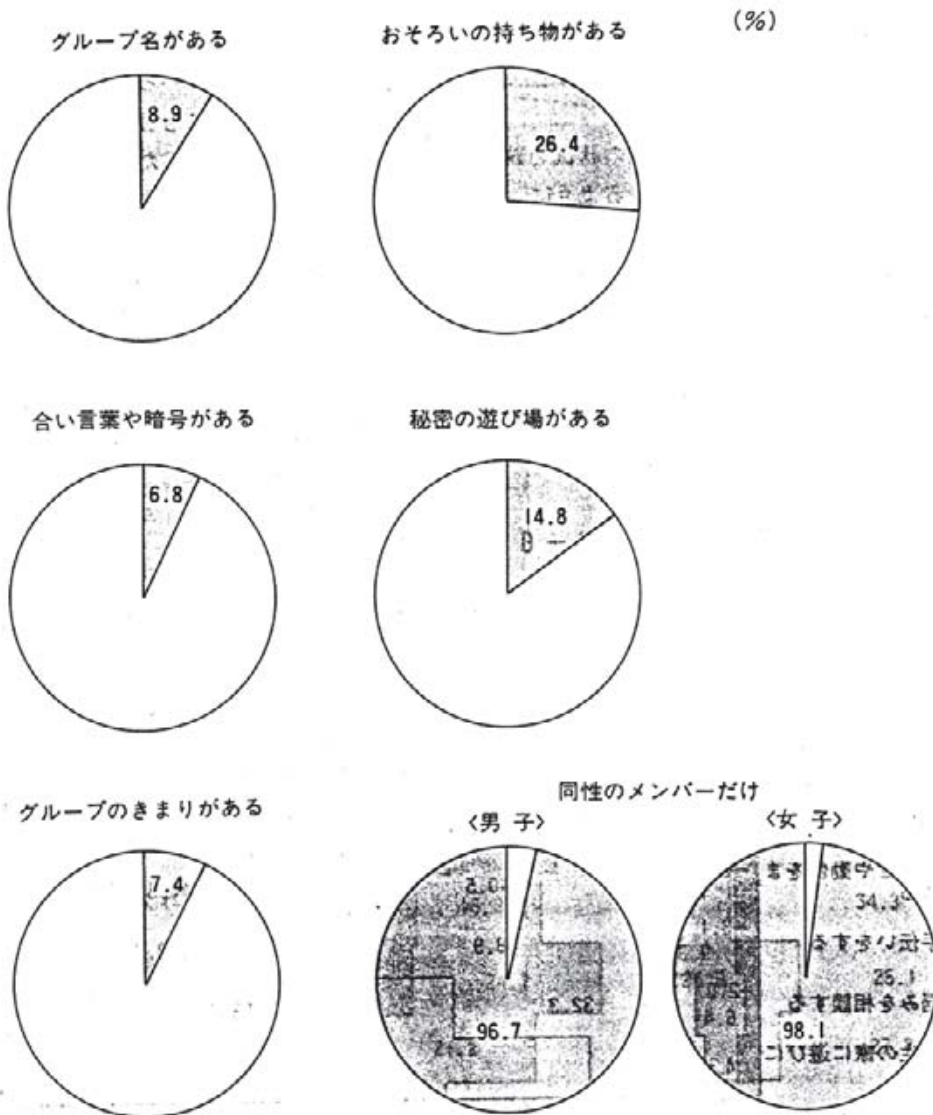 (%)
グループ名がある
おそろいの持ち物がある
8.9
26.4
合い言葉や暗号がある
秘密の遊び場がある
6.8
14.8
グループのきまりがある
同性のメンバーだけ
〈男 子〉
〈女 子〉
7.4
96.7
98.1